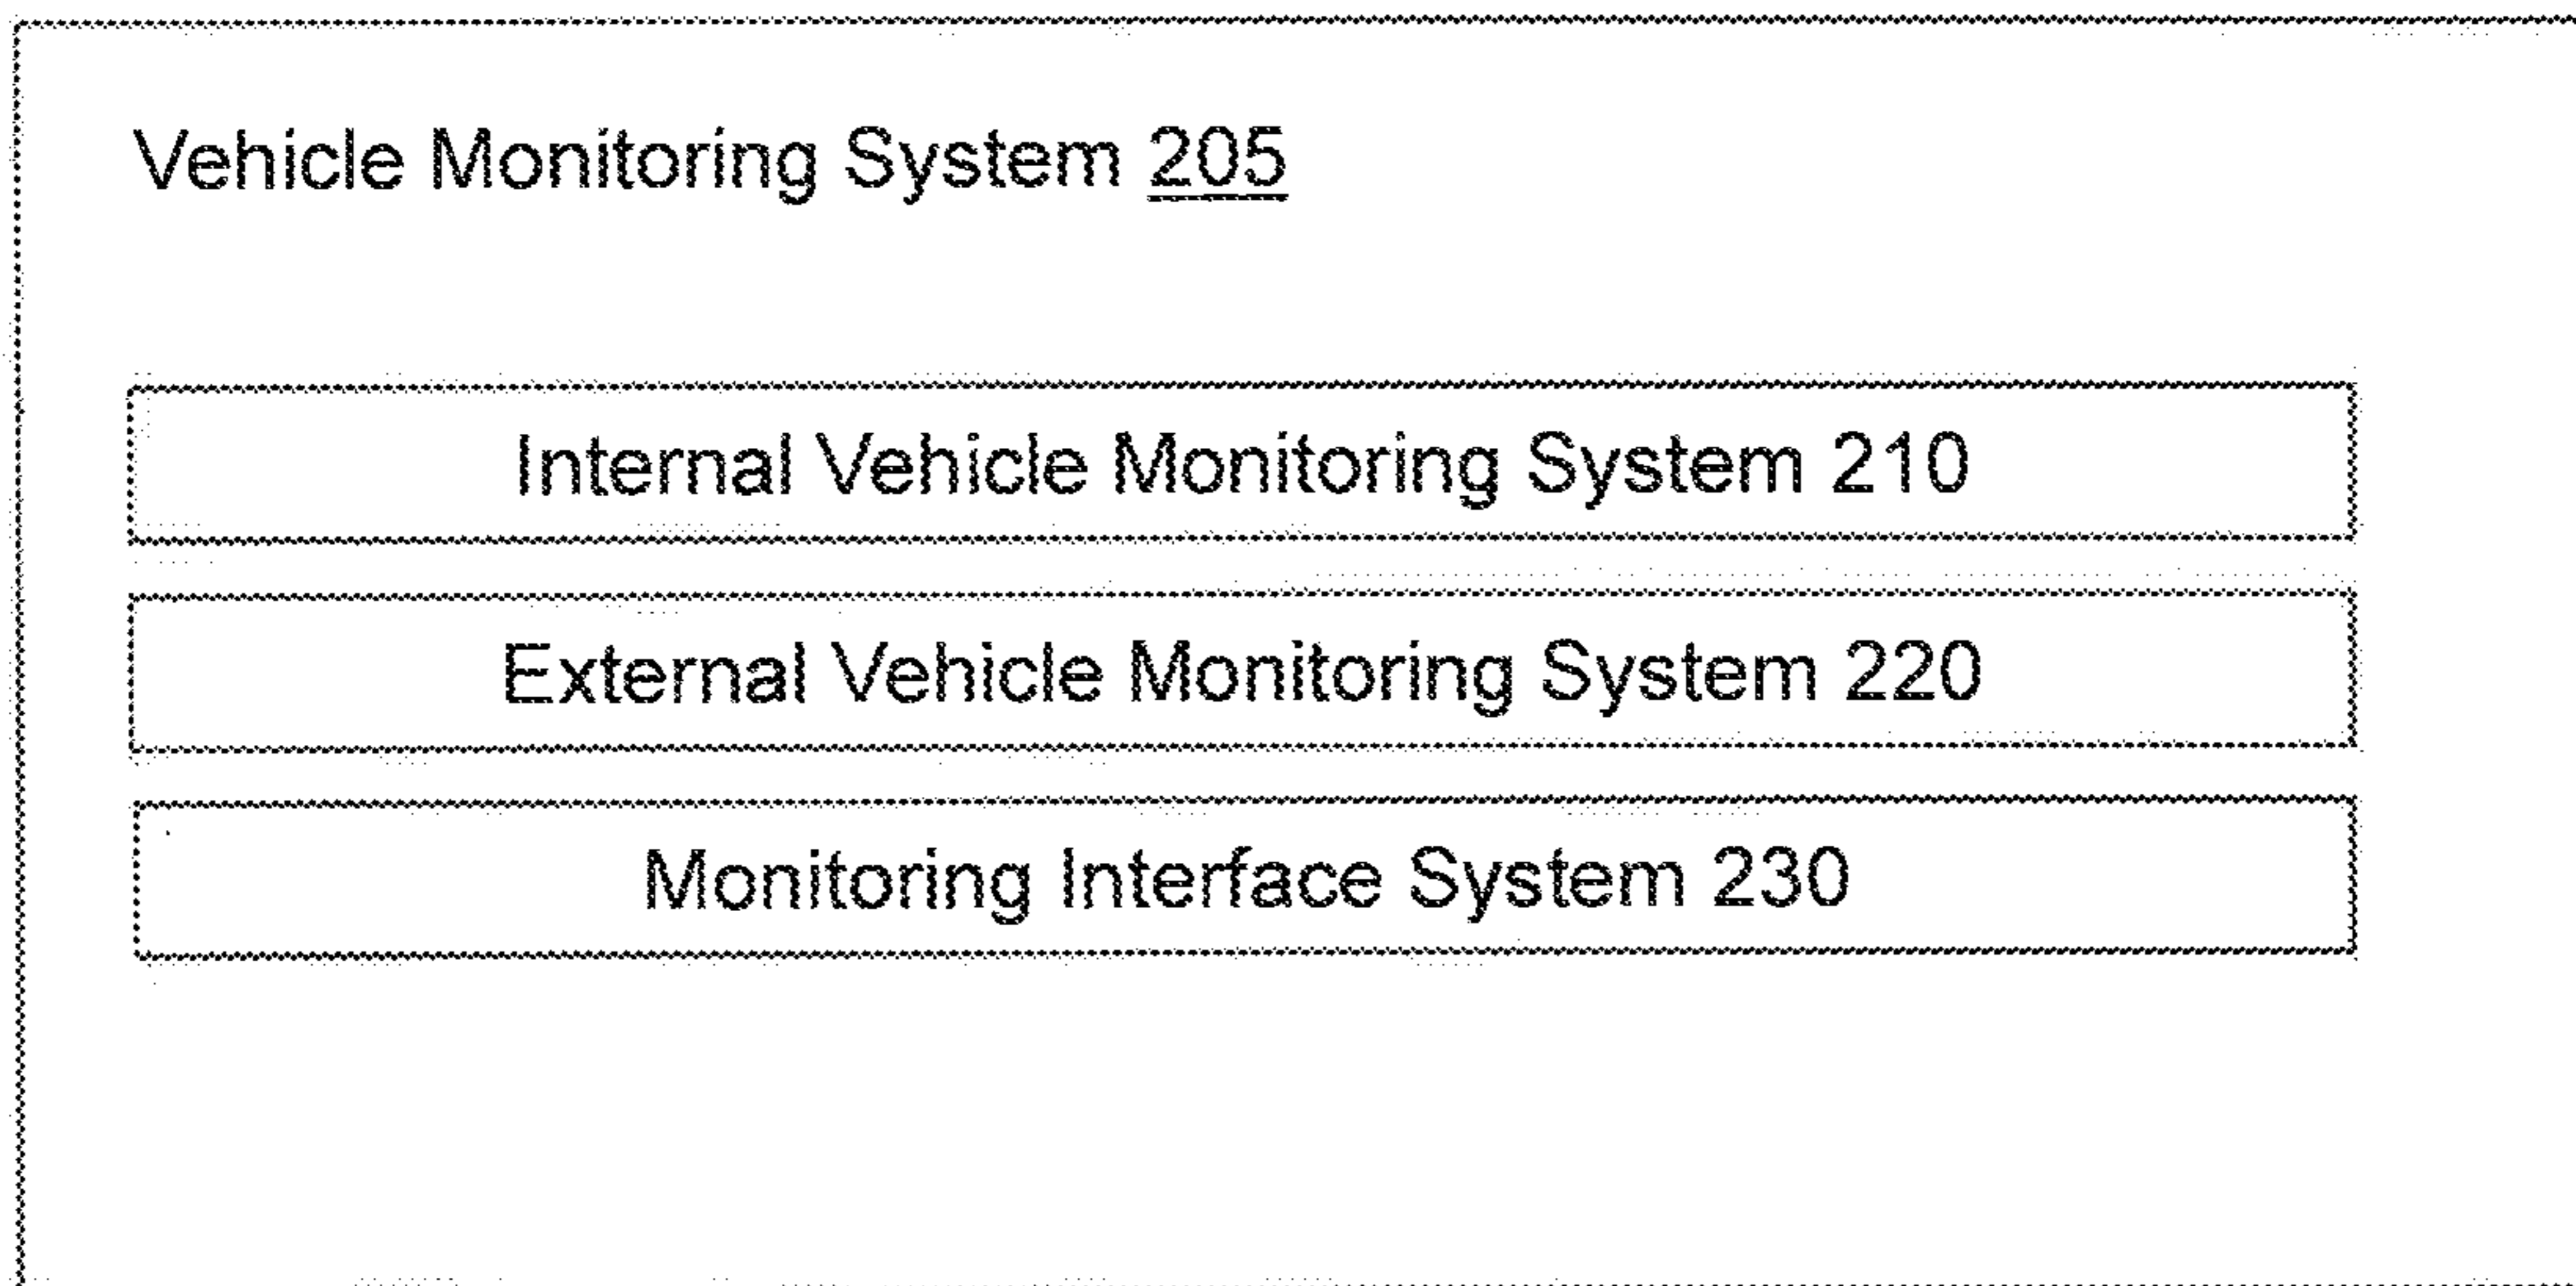 Vehicle Monitoring System 205
Internal Vehicle Monitoring System 210
External Vehicle Monitoring System 220
Monitoring Interface System 230